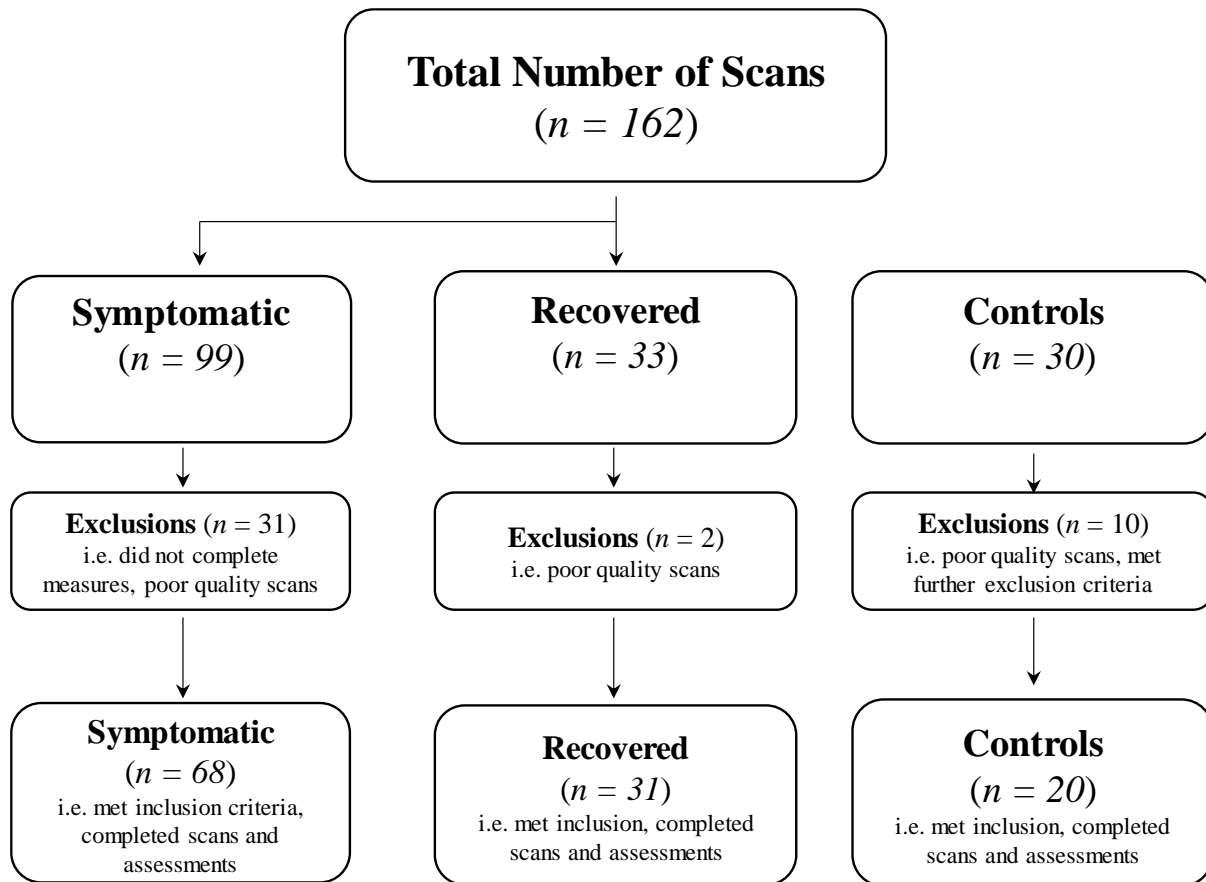 Total Number of Scans
(n = 162)
Symptomatic
(n = 99)
Recovered
(n = 33)
Controls
(n = 30)
Exclusions (n = 31)
i.e. did not complete
measures, poor quality scans
Exclusions (n = 2)
i.e. poor quality scans
Exclusions (n = 10)
i.e. poor quality scans, met
further exclusion criteria
Symptomatic
(n = 68)
i.e. met inclusion criteria,
completed scans and
assessments
Recovered
(n = 31)
i.e. met inclusion, completed
scans and assessments
Controls
(n = 20)
i.e. met inclusion, completed
scans and assessments